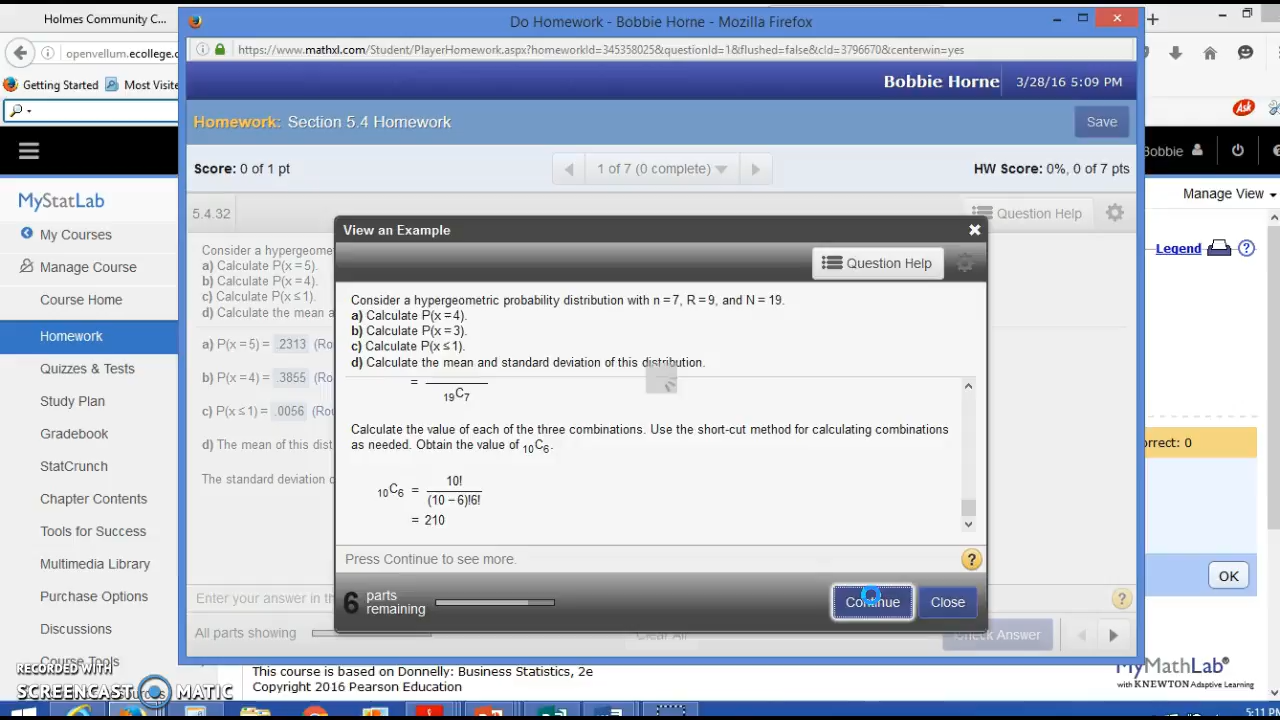 Holmes Community C...
Do Homework - Bobbie Horne - Mozilla Firefox
openvellum.ecollege.c
https://www.mathxl.com/Student/PlayerHomework.aspx?homeworkId=345358025&questionId=1&flushed=false&cId=3796670&centerwin=yes
Getting Started
Most Visite
Bobbie Horne
3/28/16 5:09 PM
Ask
Homework: Section 5.4 Homework
Save
Bobbie
Score: 0 of 1 pt
1 of 7 (0 complete)
HW Score: 0%, 0 of 7 pts
MyStatLab
Manage View
5.4.32
Question Help
My Courses
Manage Course
Course Home
Homework
Quizzes & Tests
Study Plan
Gradebook
StatCrunch
Chapter Contents
Tools for Success
Multimedia Library
Purchase Options
Discussions
Course Tools
Consider a hypergeome
a) Calculate P(x = 5).
b) Calculate P(x = 4).
c) Calculate P(x ≤ 1).
d) Calculate the mean a
a) P(x = 5) = .2313 (Ro
b) P(x = 4) = .3855 (Ro
c) P(x ≤ 1) = .0056 (Ro
d) The mean of this dist
The standard deviation o
Enter your answer in th
All parts showing
Clear All
Check Answer
View an Example
Question Help
Consider a hypergeometric probability distribution with n = 7, R = 9, and N = 19.
a) Calculate P(x = 4).
b) Calculate P(x = 3).
c) Calculate P(x ≤ 1).
d) Calculate the mean and standard deviation of this distribution.
=
19C7
Calculate the value of each of the three combinations. Use the short-cut method for calculating combinations
as needed. Obtain the value of 10C6.
10C6 = 10!
(10 − 6)!6!
= 210
Press Continue to see more.
6 parts
remaining
Continue
Close
Legend
orrect: 0
OK
This course is based on Donnelly: Business Statistics, 2e
Copyright 2016 Pearson Education
MyMathLab®
with KNEWTON Adaptive Learning
RECORDED WITH
SCREENCAST MATIC
5:11 PM